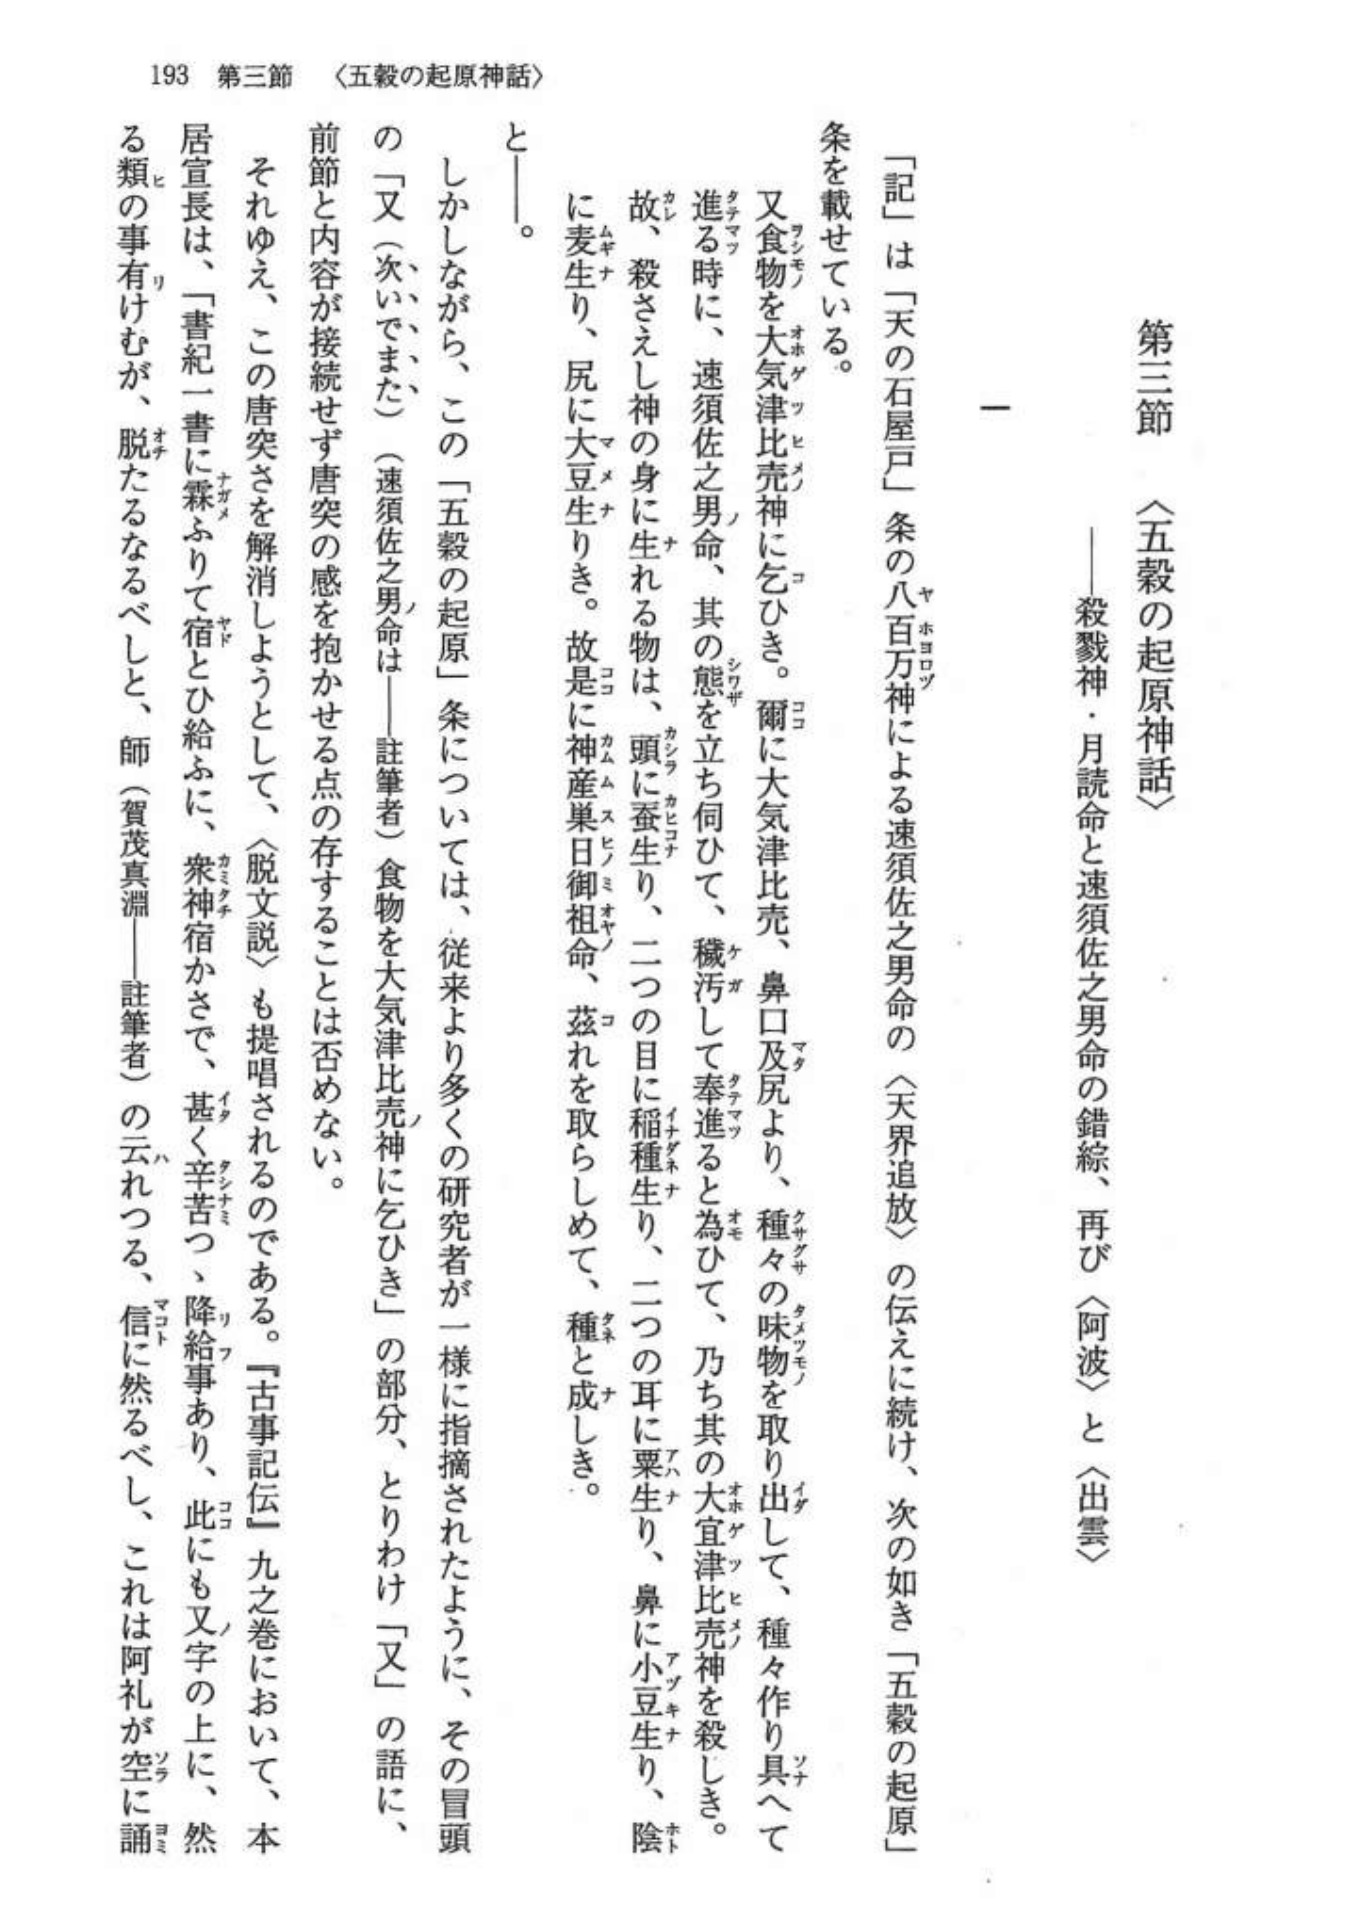 193 第三節 〈五穀の起原神話〉
第三節 〈五穀の起原神話〉
――殺戮神・月読命と速須佐之男命の錯綜、再び〈阿波〉と〈出雲〉
一
「記」は「天の石屋戸」条の八百万神による速須佐之男命の〈天界追放〉の伝えに続け、次の如き「五穀の起原」
条を載せている。
又食物を大気津比売神に乞ひき。爾に大気津比売、鼻口及尻より、種々の味物を取り出して、種々作り具へて
進る時に、速須佐之男命、其の態を立ち伺ひて、穢汚して奉進ると為ひて、乃ち其の大宜津比売神を殺しき。
故、殺さえし神の身に生れる物は、頭に蚕生り、二つの目に稲種生り、二つの耳に粟生り、鼻に小豆生り、陰
に麦生り、尻に大豆生りき。故是に神産巣日御祖命、茲れを取らしめて、種と成しき。
と――。
しかしながら、この「五穀の起原」条については、従来より多くの研究者が一様に指摘されたように、その冒頭
の「又（次いでまた）（速須佐之男命は――註筆者）食物を大気津比売神に乞ひき」の部分、とりわけ「又」の語に、
前節と内容が接続せず唐突の感を抱かせる点の存することは否めない。
それゆえ、この唐突さを解消しようとして、〈脱文説〉も提唱されるのである。『古事記伝』九之巻において、本
居宣長は、「書紀一書に霖ふりて宿とひ給ふに、衆神宿かさで、甚く辛苦つゝ降給事あり、此にも又字の上に、然
る類の事有けむが、脱たるなるべしと、師（賀茂真淵――註筆者）の云れつる、信に然るべし、これは阿礼が空に誦